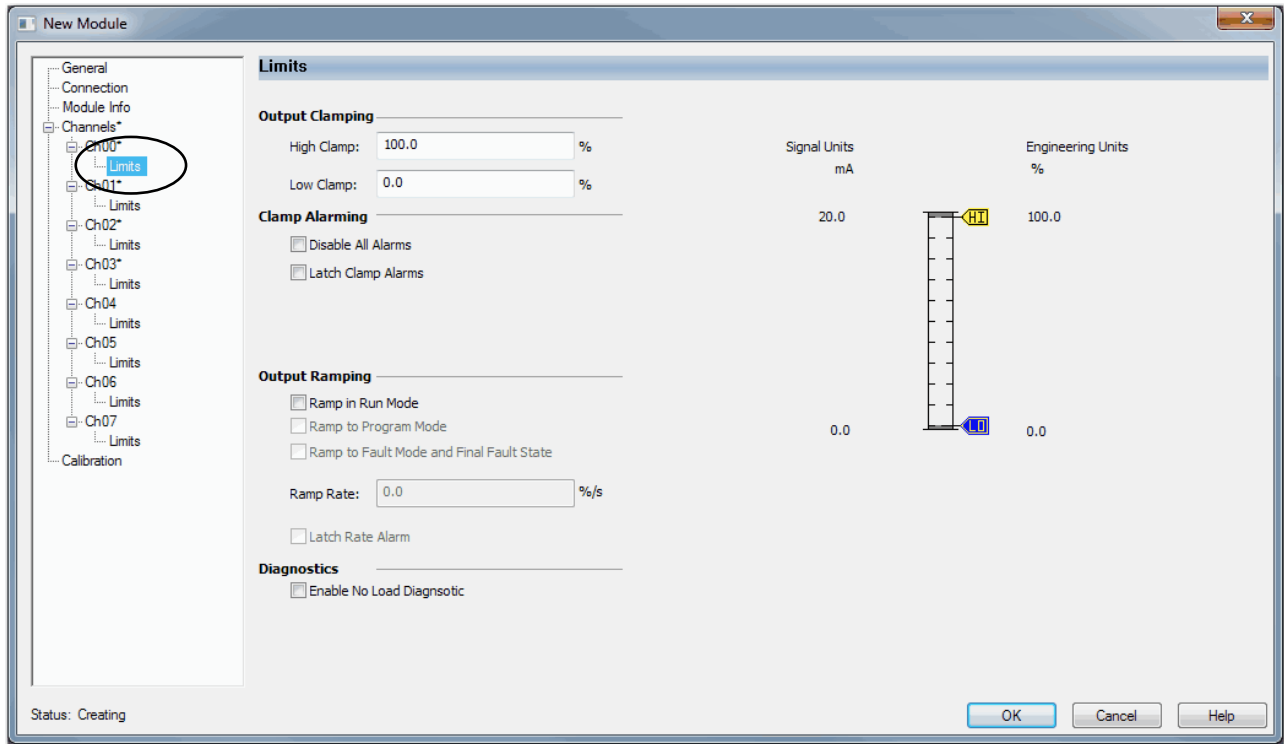 New Module
General
Connection
Module Info
Channels*
Ch00*
Limits
Ch01*
Limits
Ch02*
Limits
Ch03*
Limits
Ch04
Limits
Ch05
Limits
Ch06
Limits
Ch07
Limits
Calibration
Limits
Output Clamping
High Clamp: 100.0 %
Low Clamp: 0.0 %
Clamp Alarming
Disable All Alarms
Latch Clamp Alarms
Output Ramping
Ramp in Run Mode
Ramp to Program Mode
Ramp to Fault Mode and Final Fault State
Ramp Rate: 0.0 %/s
Latch Rate Alarm
Diagnostics
Enable No Load Diagnsotic
Signal Units Engineering Units
mA %
20.0 HI 100.0
0.0 LO 0.0
Status: Creating
OK Cancel Help